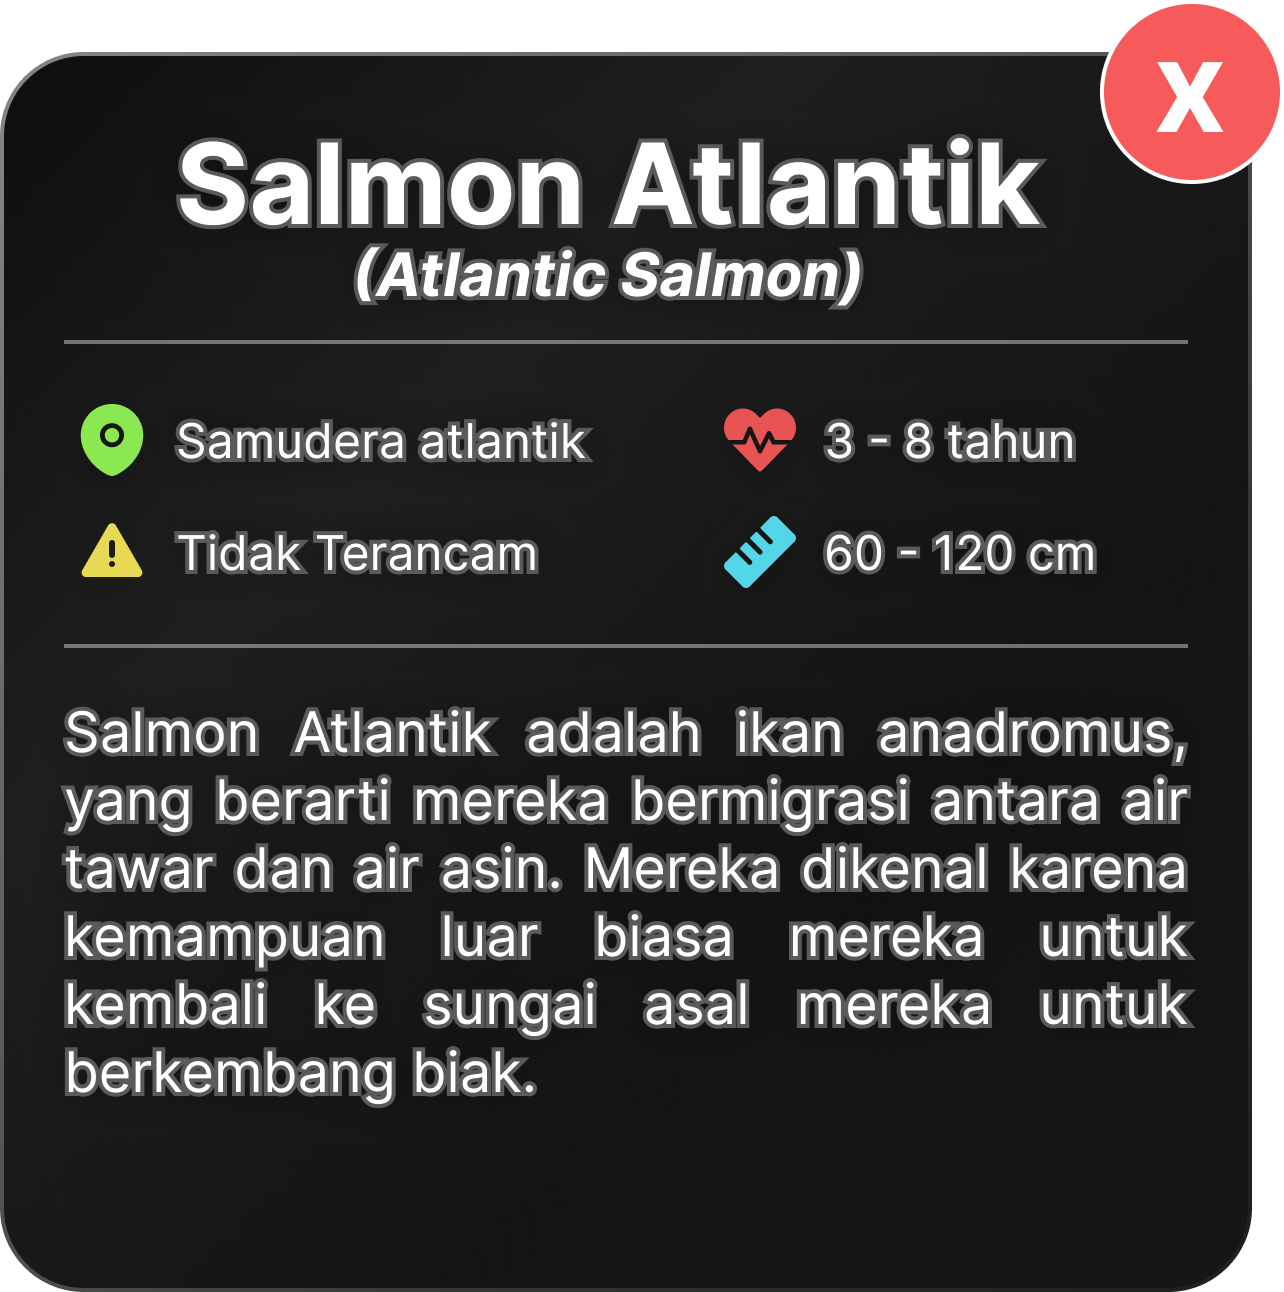 X
Salmon Atlantik
(Atlantic Salmon)
Samudera atlantik
3 - 8 tahun
Tidak Terancam
60 - 120 cm
Salmon Atlantik adalah ikan anadromus,
yang berarti mereka bermigrasi antara air
tawar dan air asin. Mereka dikenal karena
kemampuan luar biasa mereka untuk
kembali ke sungai asal mereka untuk
berkembang biak.